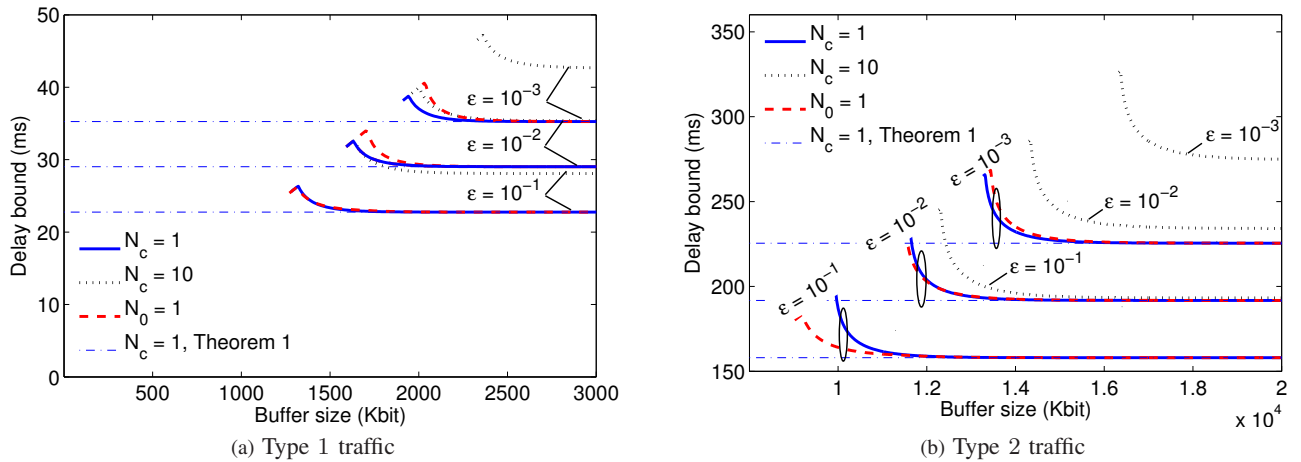 50
40
30
20
10
0
Delay bound (ms)
ε = 10⁻³
ε = 10⁻²
ε = 10⁻¹
N_c = 1
N_c = 10
N_0 = 1
N_c = 1, Theorem 1
500 1000 1500 2000 2500 3000
Buffer size (Kbit)
(a) Type 1 traffic
350
300
250
200
150
Delay bound (ms)
N_c = 1
N_c = 10
N_0 = 1
N_c = 1, Theorem 1
ε = 10⁻³
ε = 10⁻³
ε = 10⁻²
ε = 10⁻²
ε = 10⁻¹
ε = 10⁻¹
1 1.2 1.4 1.6 1.8 2
x 10⁴
Buffer size (Kbit)
(b) Type 2 traffic